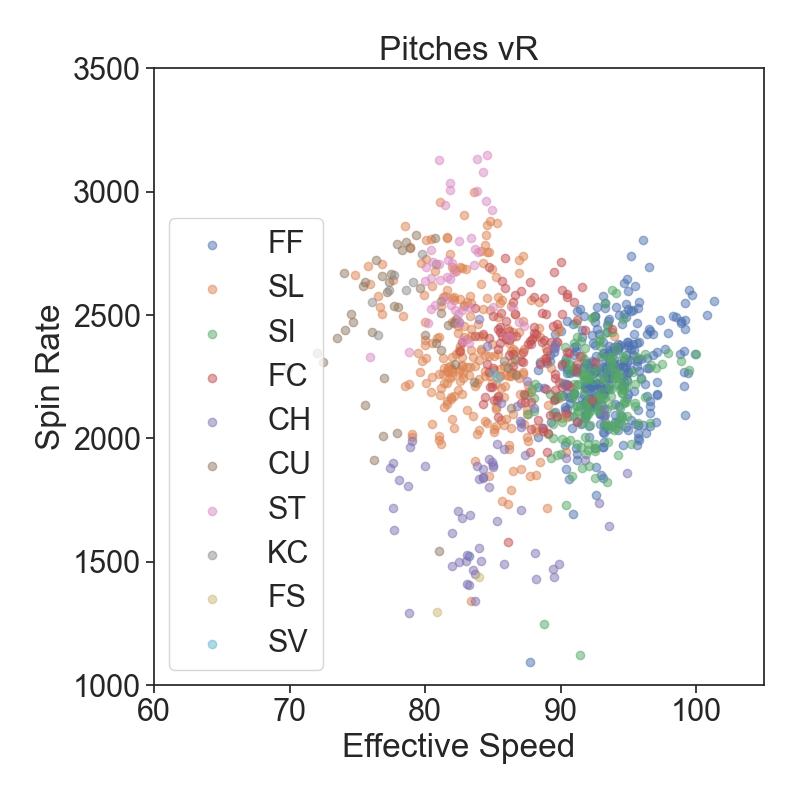 Pitches vR
3500
3000
2500
2000
1500
1000
Spin Rate
FF
SL
SI
FC
CH
CU
ST
KC
FS
SV
60 70 80 90 100
Effective Speed